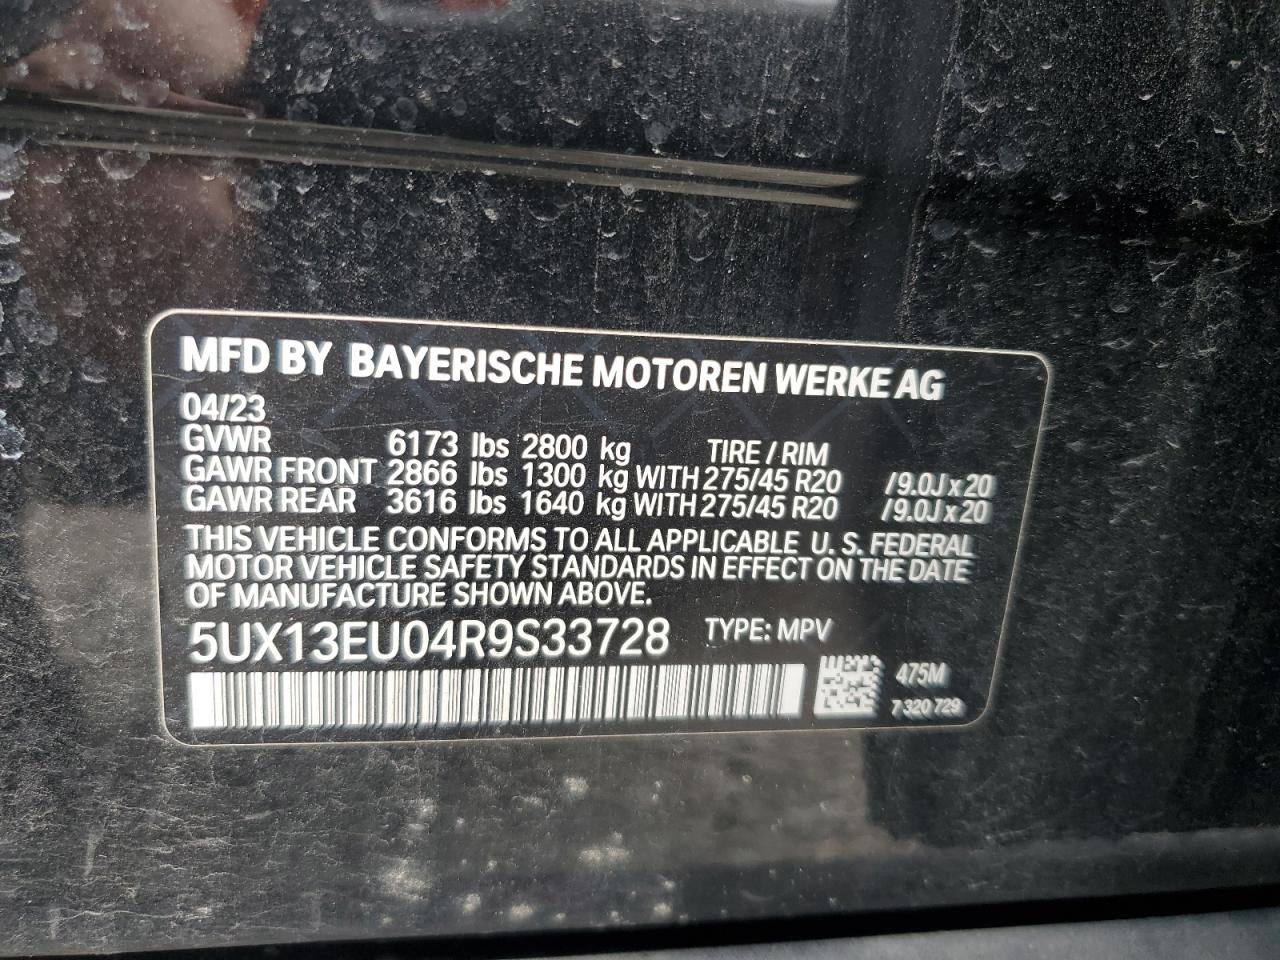 MFD BY BAYERISCHE MOTOREN WERKE AG
04/23
GVWR 6173 lbs 2800 kg TIRE / RIM
GAWR FRONT 2866 lbs 1300 kg WITH 275/45 R20 /9.0J x 20
GAWR REAR 3616 lbs 1640 kg WITH 275/45 R20 /9.0J x 20
THIS VEHICLE CONFORMS TO ALL APPLICABLE U. S. FEDERAL
MOTOR VEHICLE SAFETY STANDARDS IN EFFECT ON THE DATE
OF MANUFACTURE SHOWN ABOVE.
5UX13EU04R9S33728 TYPE: MPV
475M
7 320 729